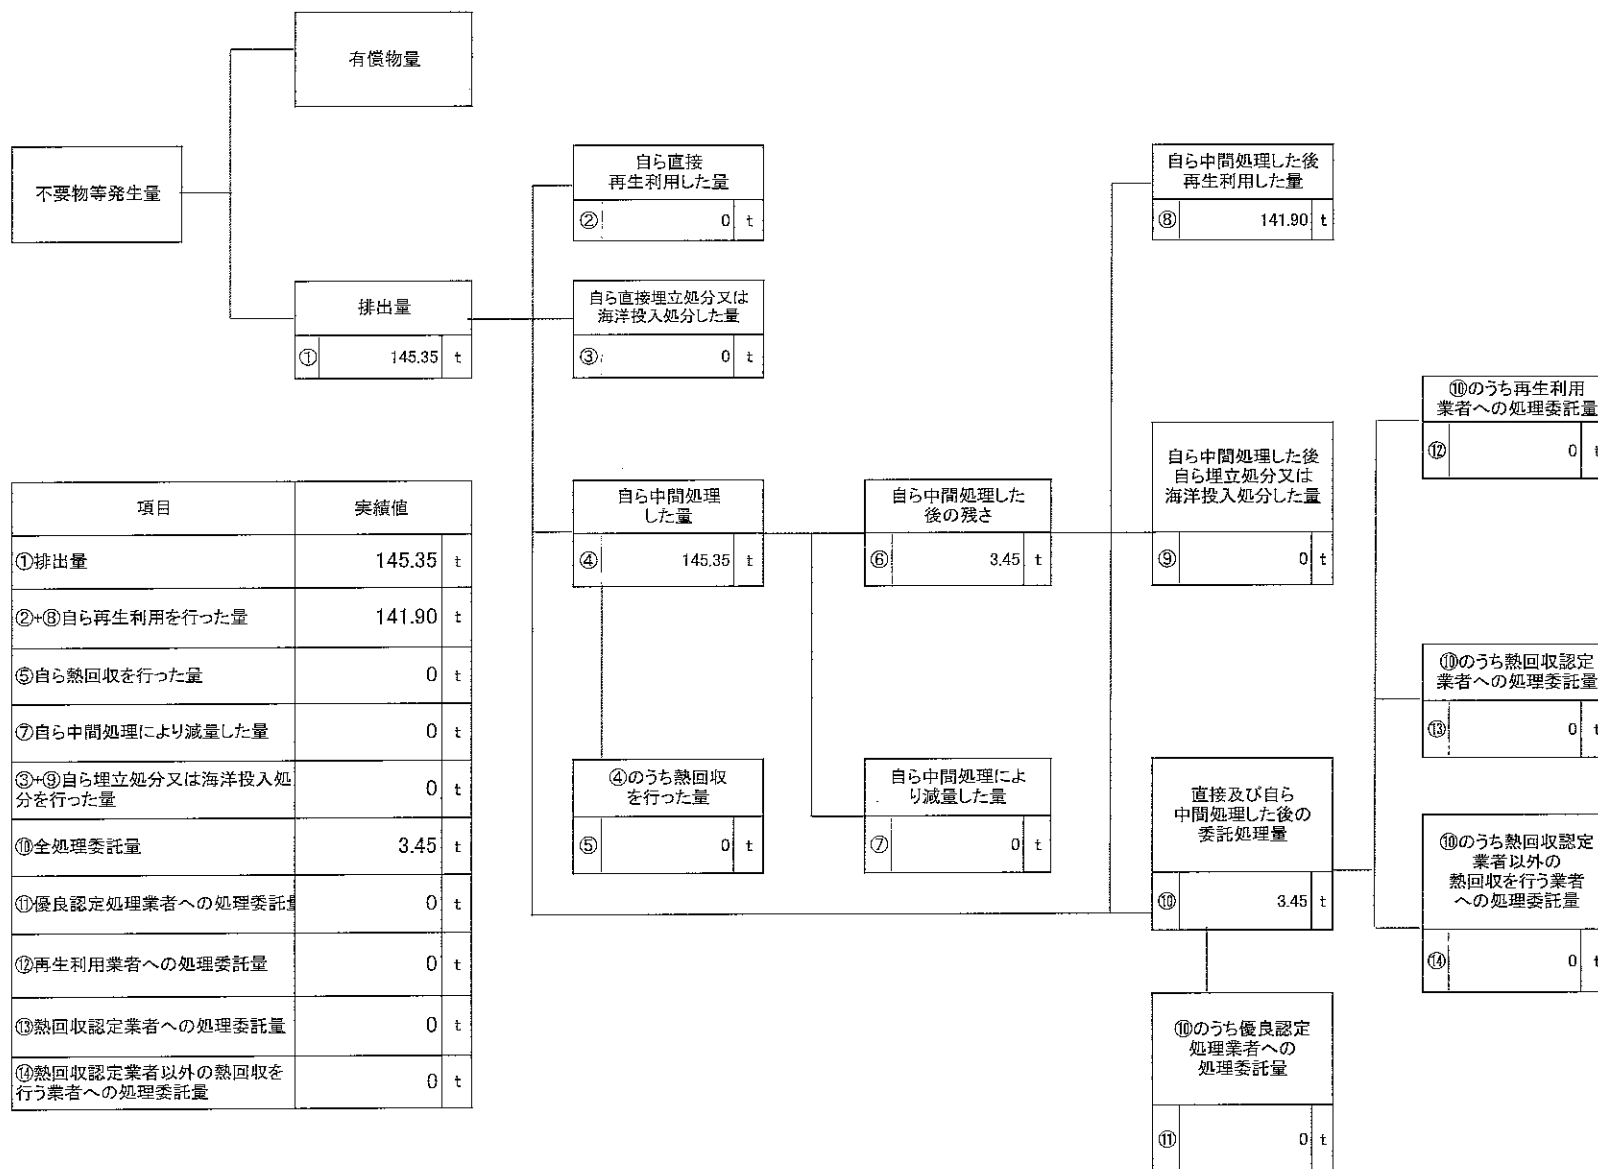 有償物量
不要物等発生量
排出量
① 145.35 t
自ら直接
再生利用した量
② 0 t
自ら直接埋立処分又は
海洋投入処分した量
③ 0 t
自ら中間処理
した量
④ 145.35 t
④のうち熱回収
を行った量
⑤ 0 t
自ら中間処理した
後の残さ
⑥ 3.45 t
自ら中間処理によ
り減量した量
⑦ 0 t
自ら中間処理した後
再生利用した量
⑧ 141.90 t
自ら中間処理した後
自ら埋立処分又は
海洋投入処分した量
⑨ 0 t
直接及び自ら
中間処理した後の
委託処理量
⑩ 3.45 t
⑩のうち優良認定
処理業者への
処理委託量
⑪ 0 t
⑩のうち再生利用
業者への処理委託量
⑫ 0 t
⑩のうち熱回収認定
業者への処理委託量
⑬ 0 t
⑩のうち熱回収認定
業者以外の
熱回収を行う業者
への処理委託量
⑭ 0 t
項目 実績値
①排出量 145.35 t
②+⑧自ら再生利用を行った量 141.90 t
⑤自ら熱回収を行った量 0 t
⑦自ら中間処理により減量した量 0 t
③+⑨自ら埋立処分又は海洋投入処
分を行った量 0 t
⑩全処理委託量 3.45 t
⑪優良認定処理業者への処理委託量 0 t
⑫再生利用業者への処理委託量 0 t
⑬熱回収認定業者への処理委託量 0 t
⑭熱回収認定業者以外の熱回収を
行う業者への処理委託量 0 t